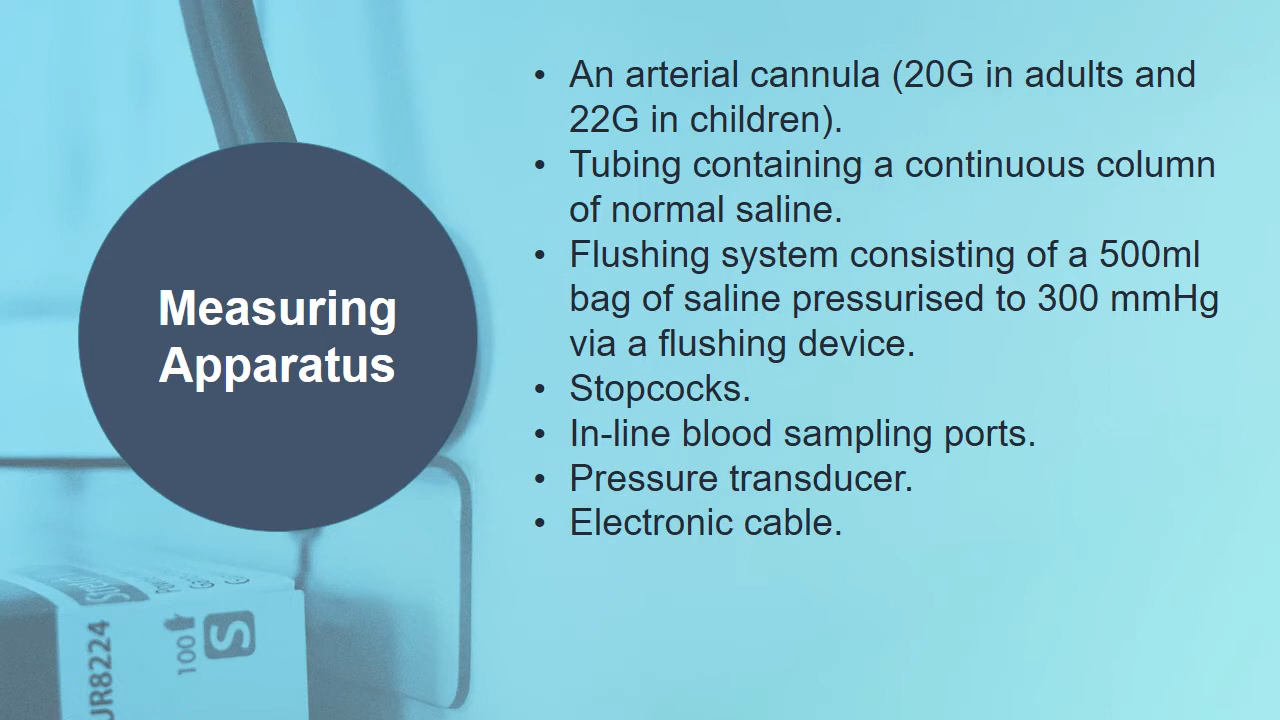 Measuring
Apparatus
• An arterial cannula (20G in adults and
22G in children).
• Tubing containing a continuous column
of normal saline.
• Flushing system consisting of a 500ml
bag of saline pressurised to 300 mmHg
via a flushing device.
• Stopcocks.
• In-line blood sampling ports.
• Pressure transducer.
• Electronic cable.
100
S
UR8224